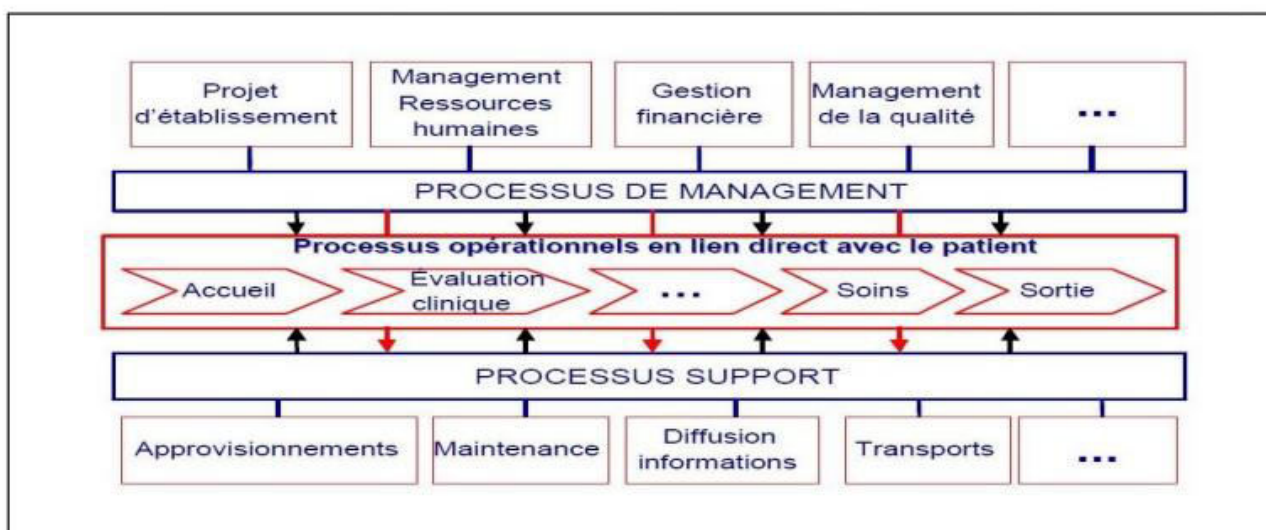 Projet
d'établissement
Management
Ressources
humaines
Gestion
financière
Management
de la qualité
...
PROCESSUS DE MANAGEMENT
Processus opérationnels en lien direct avec le patient
Accueil
Évaluation
clinique
...
Soins
Sortie
PROCESSUS SUPPORT
Approvisionnements
Maintenance
Diffusion
informations
Transports
...